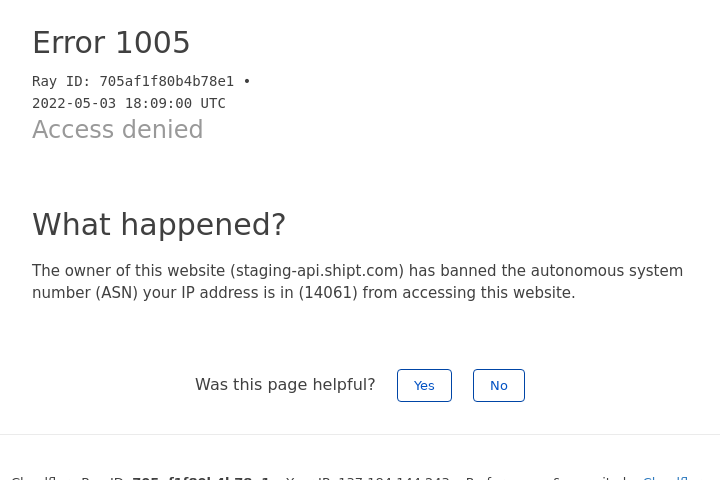 Error 1005
Ray ID: 705af1f80b4b78e1 •
2022-05-03 18:09:00 UTC
Access denied
What happened?
The owner of this website (staging-api.shipt.com) has banned the autonomous system
number (ASN) your IP address is in (14061) from accessing this website.
Was this page helpful? Yes No